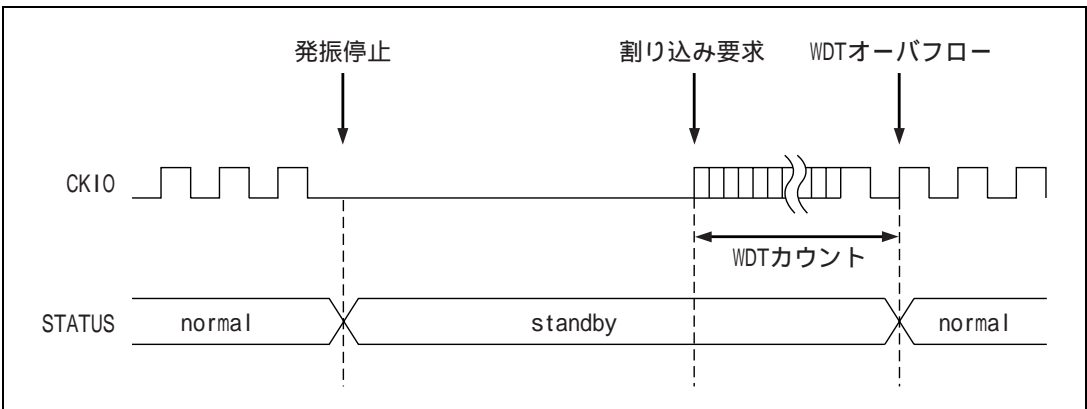 発振停止
割り込み要求
WDTオーバフロー
CKIO
WDTカウント
STATUS
normal
standby
normal